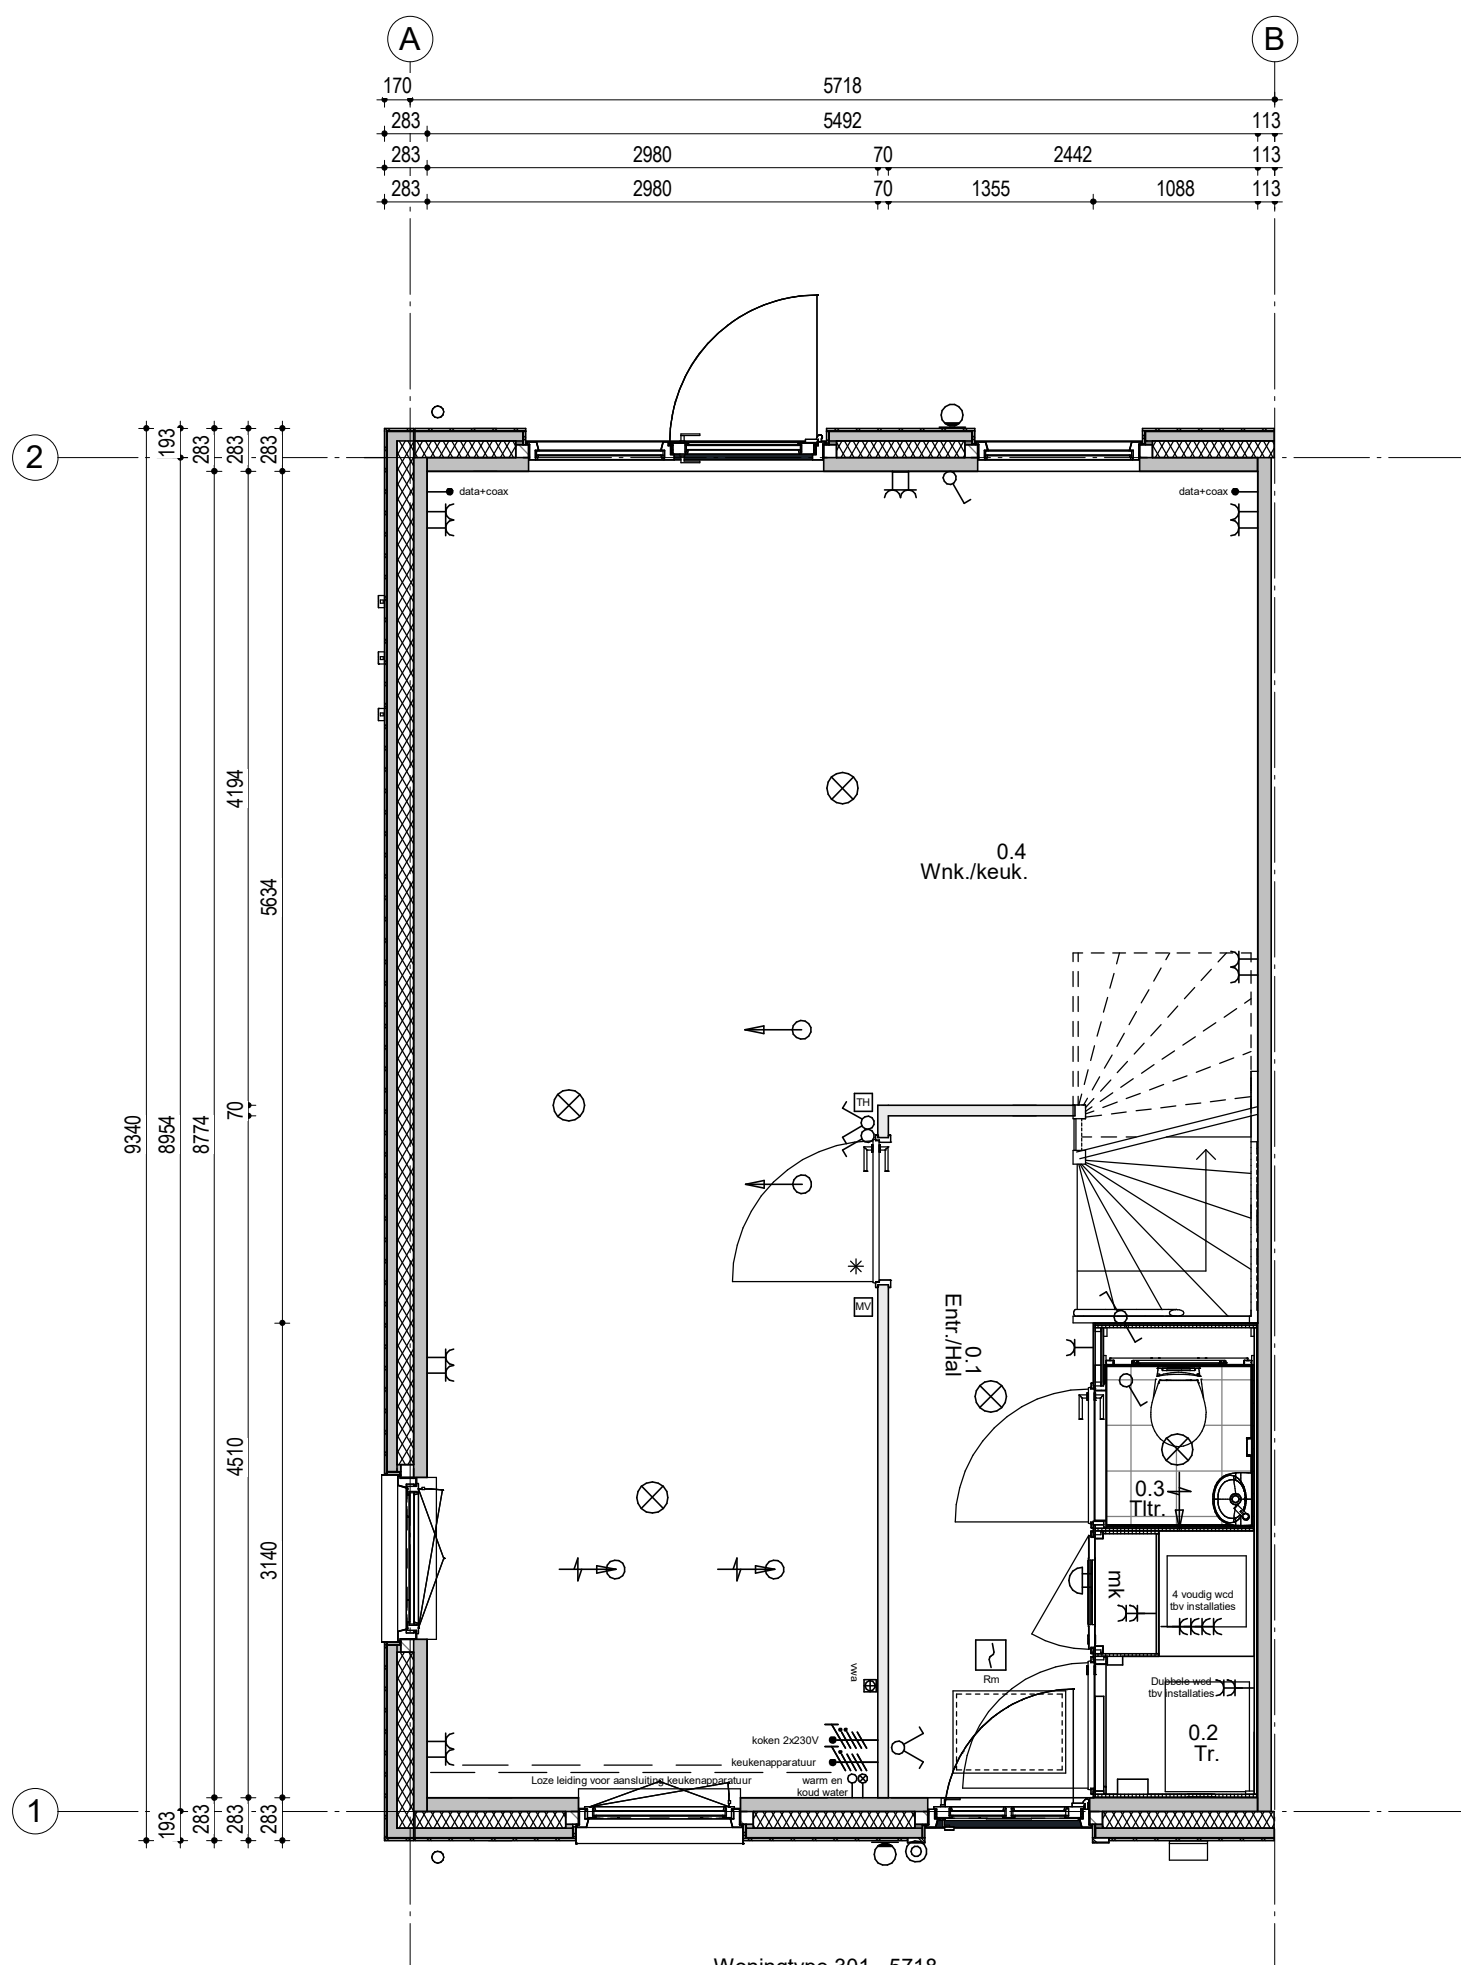 A
B
170 5718
283 5492 113
283 2980 70 2442 113
283 2980 70 1355 1088 113
2
193
283
283
283
data+coax
data+coax
4194
5634
0.4
Wnk./keuk.
70
9340
8954
8774
TH
MV
0.1
Entr./Hal
4510
3140
0.3
Tltr.
mk
4 voudig wcd
tbv installaties
Rm
vwa
Dubbele wcd
tbv installaties
0.2
Tr.
koken 2x230V
keukenapparatuur
Loze leiding voor aansluiting keukenapparatuur
warm en
koud water
1
193
283
283
283
Woningtype 301 - 5718